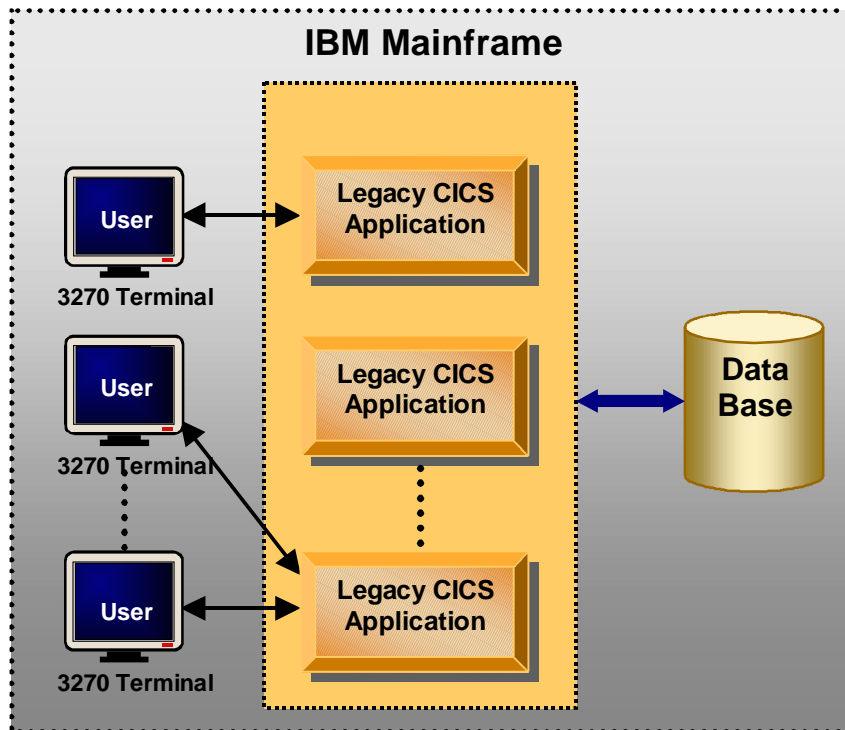 IBM Mainframe
User
3270 Terminal
Legacy CICS
Application
User
3270 Terminal
Legacy CICS
Application
Data
Base
User
3270 Terminal
Legacy CICS
Application